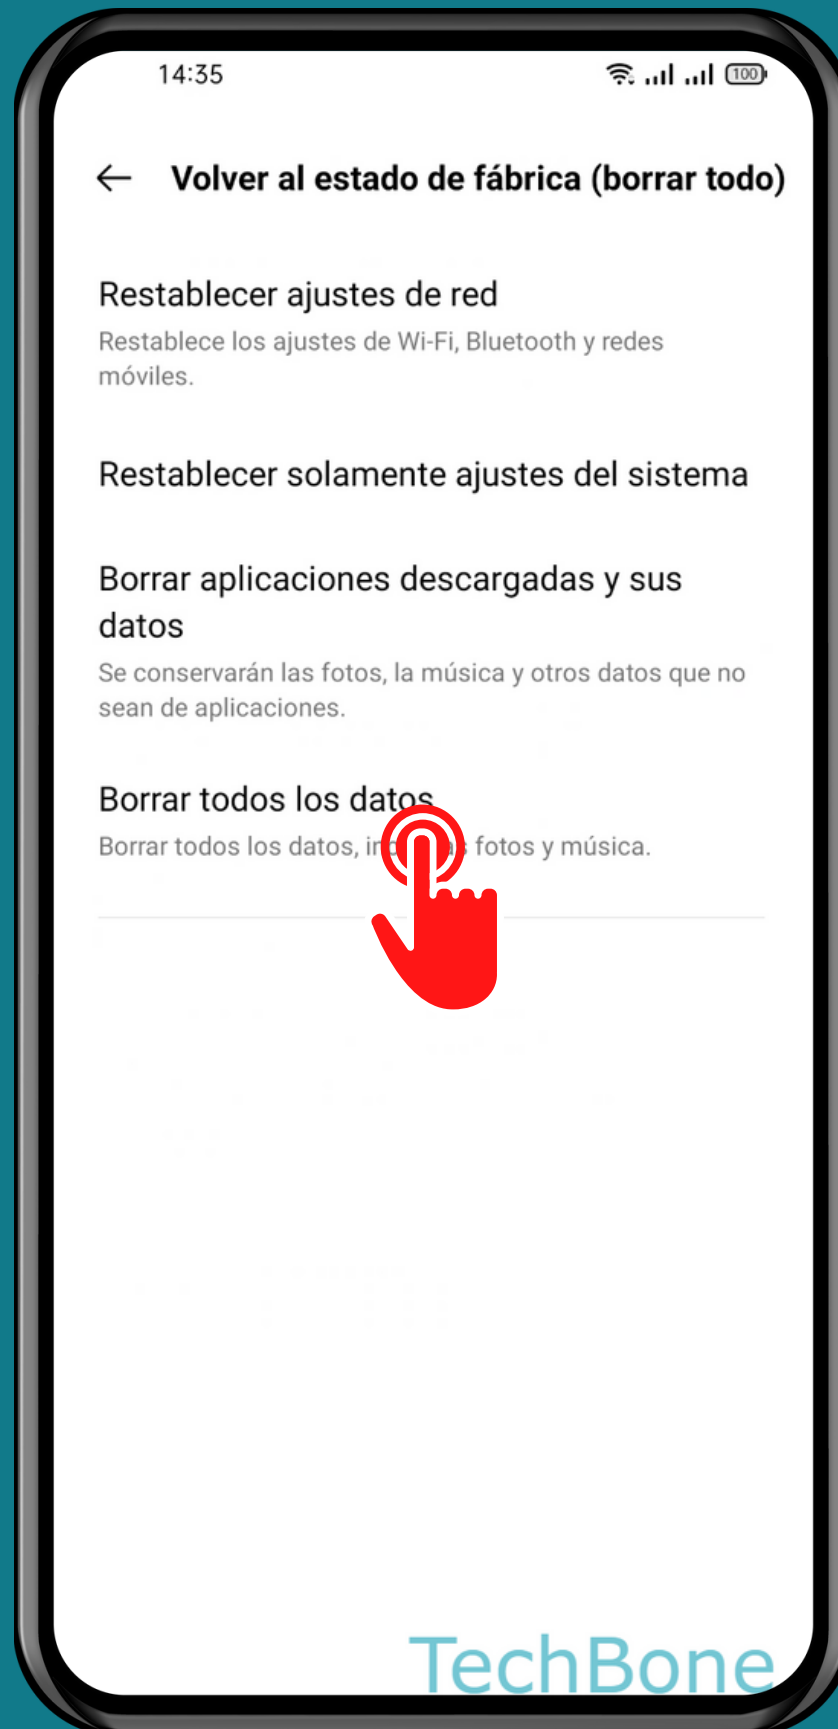 14:35
100
Volver al estado de fábrica (borrar todo)
Restablecer ajustes de red
Restablece los ajustes de Wi-Fi, Bluetooth y redes
móviles.
Restablecer solamente ajustes del sistema
Borrar aplicaciones descargadas y sus
datos
Se conservarán las fotos, la música y otros datos que no
sean de aplicaciones.
Borrar todos los datos
Borrar todos los datos, fotos y música.
TechBone